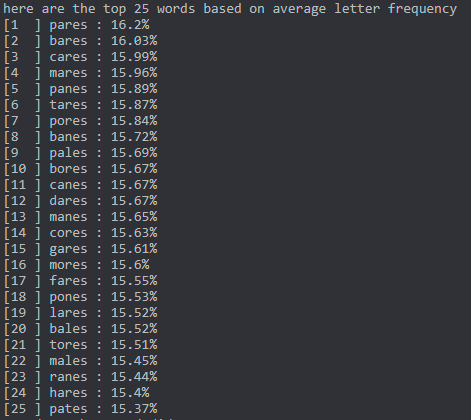 here are the top 25 words based on average letter frequency
[1  ] pares : 16.2%
[2  ] bares : 16.03%
[3  ] cares : 15.99%
[4  ] mares : 15.96%
[5  ] panes : 15.89%
[6  ] tares : 15.87%
[7  ] pores : 15.84%
[8  ] banes : 15.72%
[9  ] pales : 15.69%
[10 ] bores : 15.67%
[11 ] canes : 15.67%
[12 ] dares : 15.67%
[13 ] manes : 15.65%
[14 ] cores : 15.63%
[15 ] gares : 15.61%
[16 ] mores : 15.6%
[17 ] fares : 15.55%
[18 ] pones : 15.53%
[19 ] lares : 15.52%
[20 ] bales : 15.52%
[21 ] tores : 15.51%
[22 ] males : 15.45%
[23 ] ranes : 15.44%
[24 ] hares : 15.4%
[25 ] pates : 15.37%